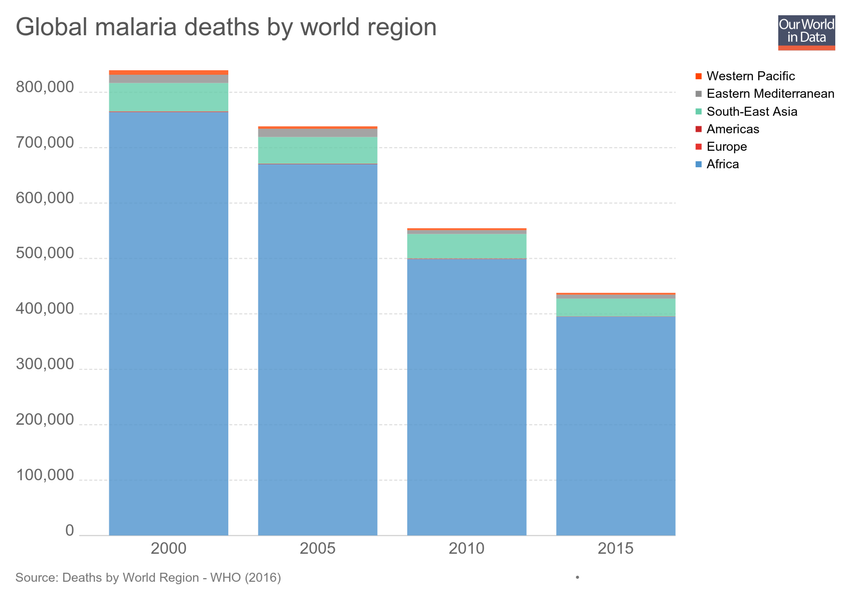 Global malaria deaths by world region
Our World
in Data
800,000
700,000
600,000
500,000
400,000
300,000
200,000
100,000
0
2000
2005
2010
2015
Western Pacific
Eastern Mediterranean
South-East Asia
Americas
Europe
Africa
Source: Deaths by World Region - WHO (2016)